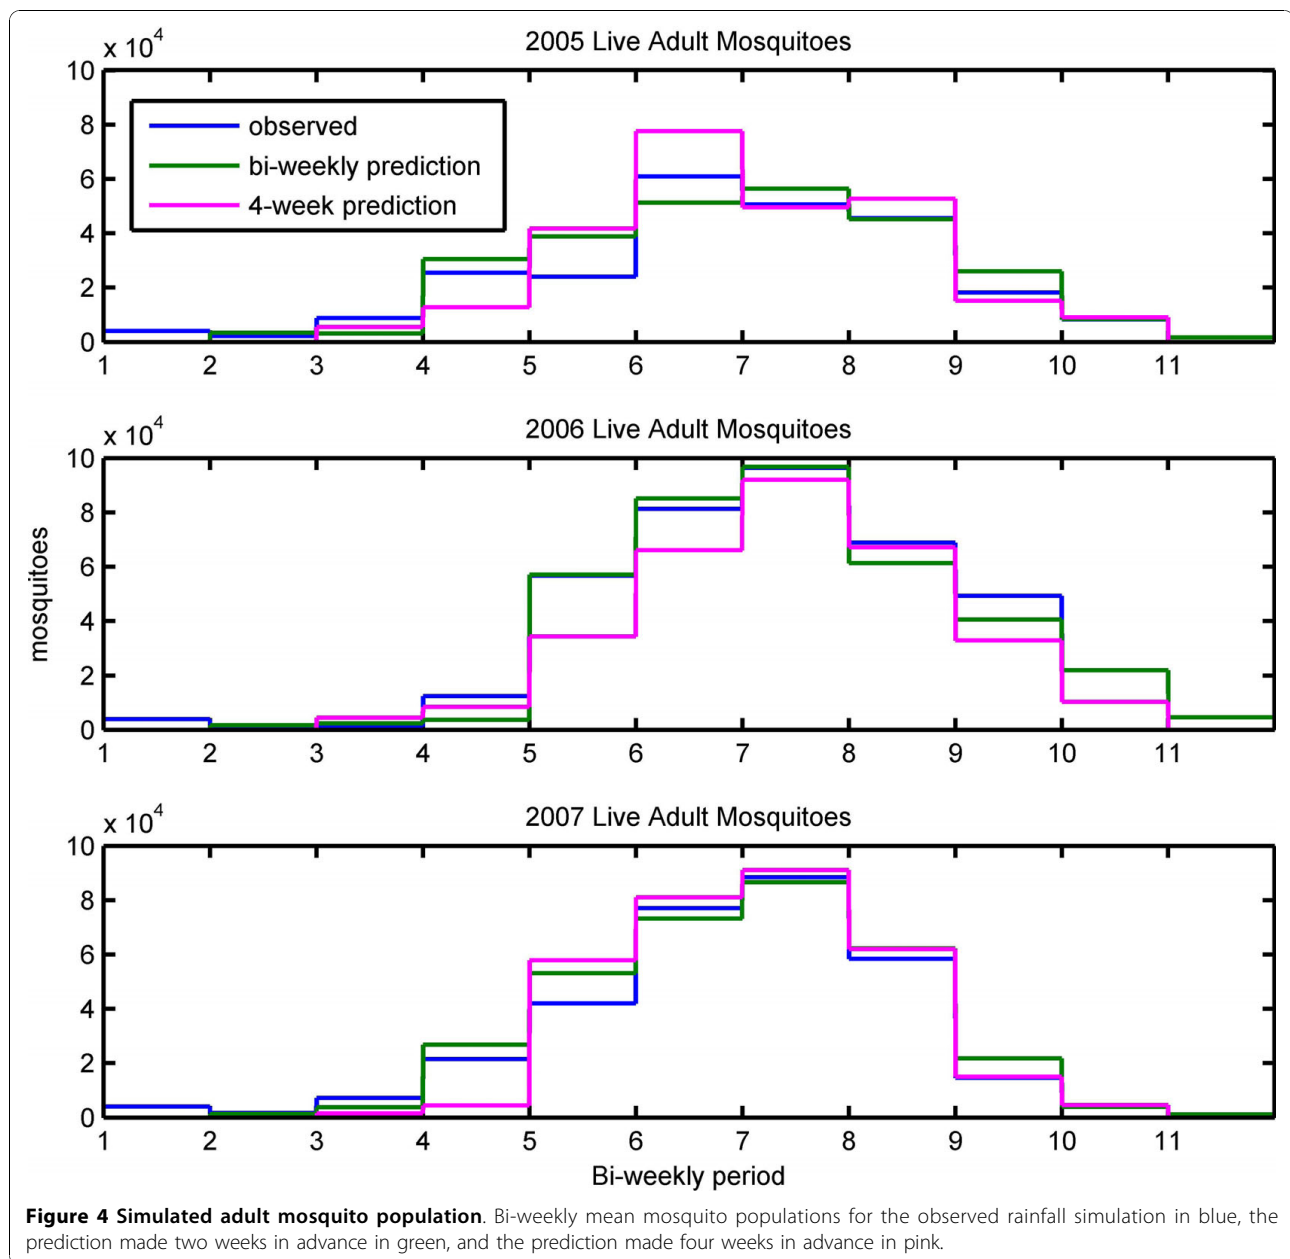 2005 Live Adult Mosquitoes
x 10^4
10
8
6
4
2
0
observed
bi-weekly prediction
4-week prediction
1 2 3 4 5 6 7 8 9 10 11
2006 Live Adult Mosquitoes
x 10^4
10
8
6
4
2
0
mosquitoes
1 2 3 4 5 6 7 8 9 10 11
2007 Live Adult Mosquitoes
x 10^4
10
8
6
4
2
0
1 2 3 4 5 6 7 8 9 10 11
Bi-weekly period
Figure 4 Simulated adult mosquito population. Bi-weekly mean mosquito populations for the observed rainfall simulation in blue, the
prediction made two weeks in advance in green, and the prediction made four weeks in advance in pink.